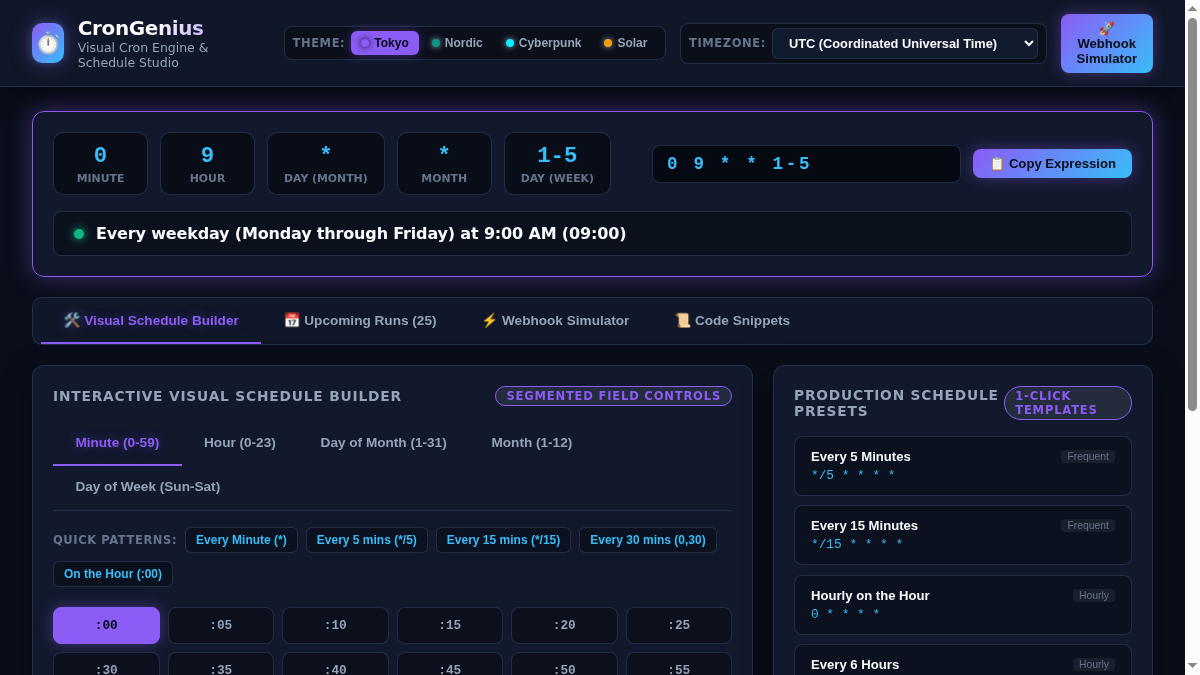 CronGenius
Visual Cron Engine &
Schedule Studio
THEME:
Tokyo
Nordic
Cyberpunk
Solar
TIMEZONE:
UTC (Coordinated Universal Time)
🚀
Webhook
Simulator
0
MINUTE
9
HOUR
*
DAY (MONTH)
*
MONTH
1-5
DAY (WEEK)
0 9 * * 1-5
📋 Copy Expression
Every weekday (Monday through Friday) at 9:00 AM (09:00)
🛠️ Visual Schedule Builder
📅 Upcoming Runs (25)
⚡ Webhook Simulator
📜 Code Snippets
INTERACTIVE VISUAL SCHEDULE BUILDER
SEGMENTED FIELD CONTROLS
Minute (0-59)
Hour (0-23)
Day of Month (1-31)
Month (1-12)
Day of Week (Sun-Sat)
QUICK PATTERNS:
Every Minute (*)
Every 5 mins (*/5)
Every 15 mins (*/15)
Every 30 mins (0,30)
On the Hour (:00)
:00
:05
:10
:15
:20
:25
:30
:35
:40
:45
:50
:55
PRODUCTION SCHEDULE
PRESETS
1-CLICK
TEMPLATES
Every 5 Minutes
Frequent
*/5 * * * *
Every 15 Minutes
Frequent
*/15 * * * *
Hourly on the Hour
Hourly
0 * * * *
Every 6 Hours
Hourly